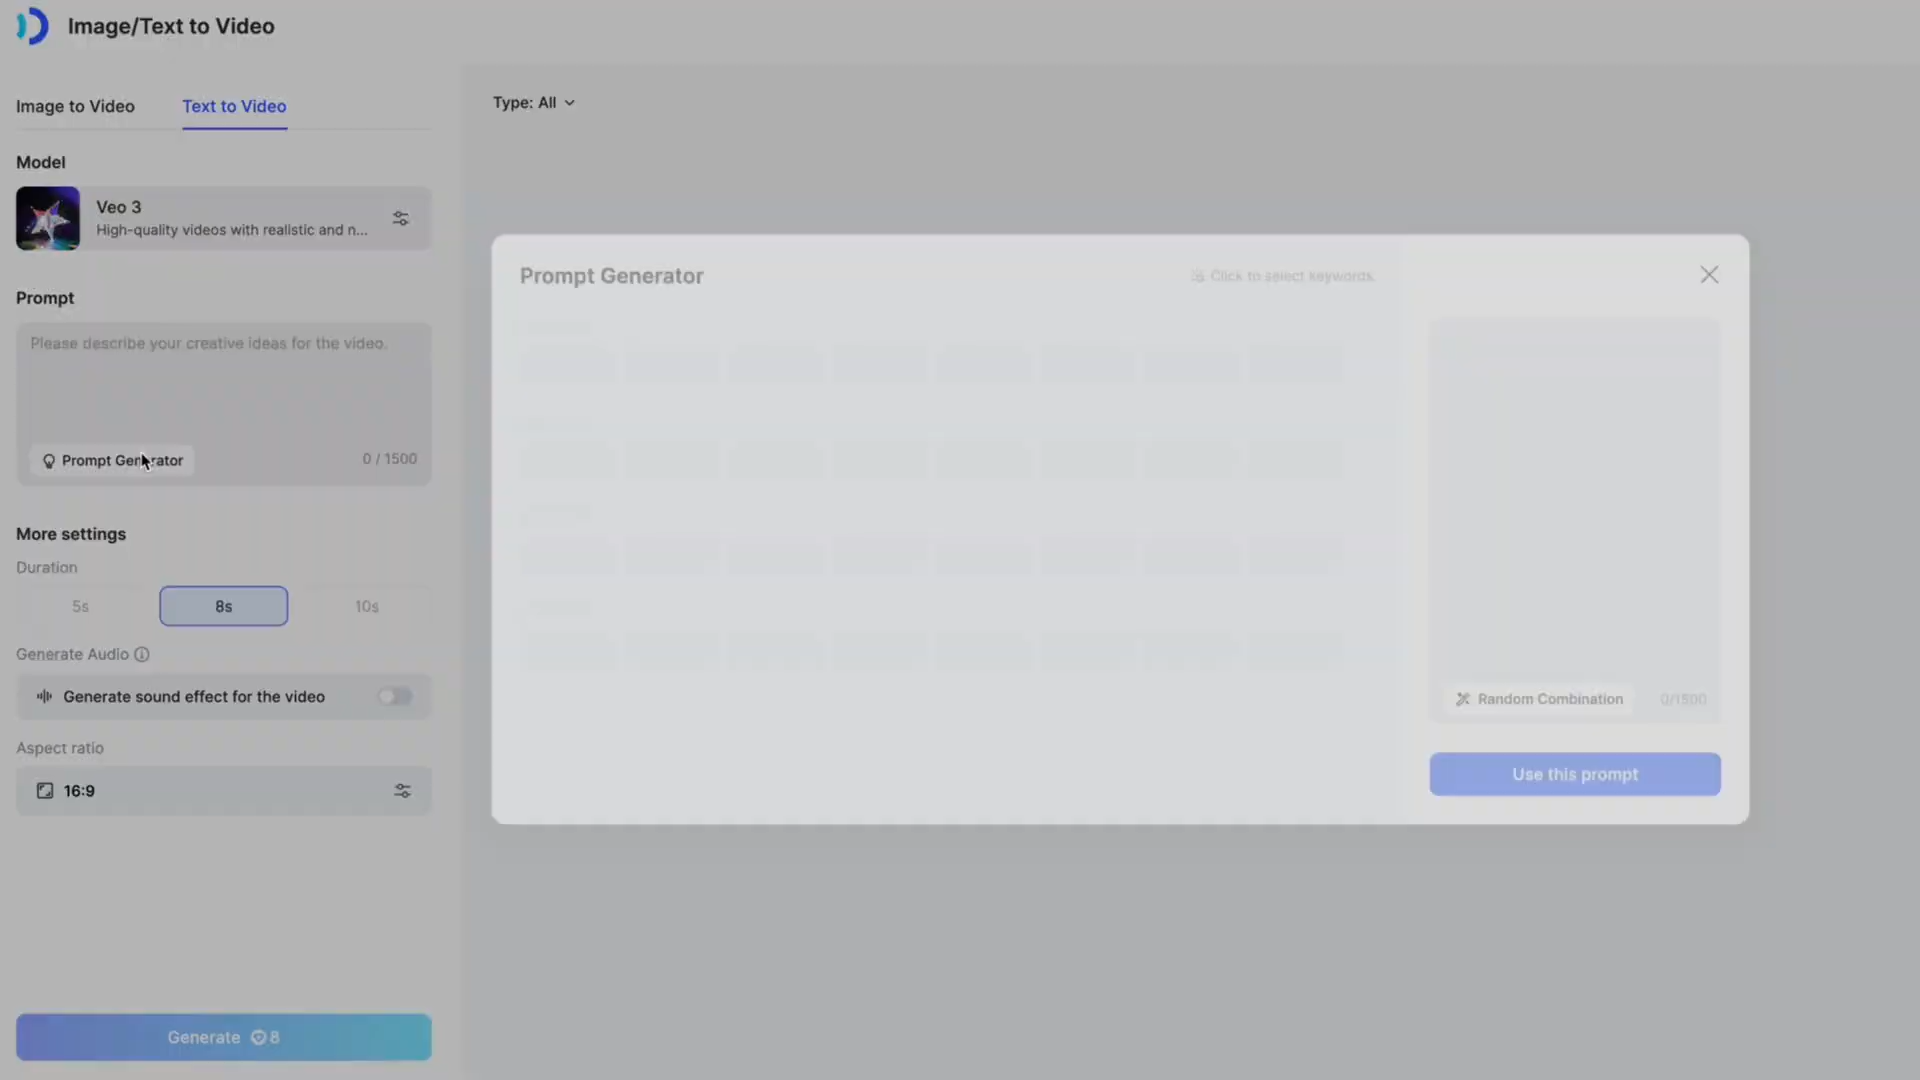 Image/Text to Video
Image to Video
Text to Video
Type: All
Model
Veo 3
High-quality videos with realistic and n...
Prompt
Please describe your creative ideas for the video.
Prompt Generator
0 / 1500
More settings
Duration
5s
8s
10s
Generate Audio
Generate sound effect for the video
Aspect ratio
16:9
Generate 8
Prompt Generator
Click to select keywords.
Random Combination
0/1500
Use this prompt